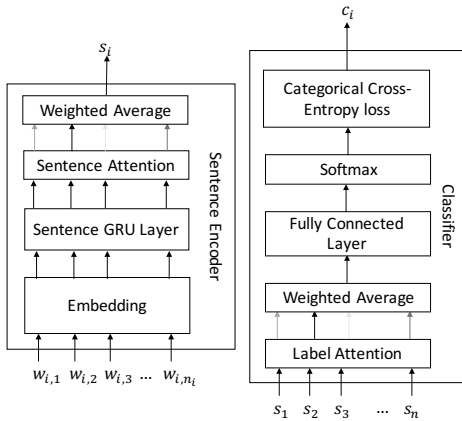 s_i
Weighted Average
Sentence Attention
Sentence GRU Layer
Embedding
w_{i,1} w_{i,2} w_{i,3} ... w_{i,n_i}
Sentence Encoder
c_i
Categorical Cross-
Entropy loss
Softmax
Fully Connected
Layer
Weighted Average
Label Attention
s_1 s_2 s_3 ... s_n
Classifier